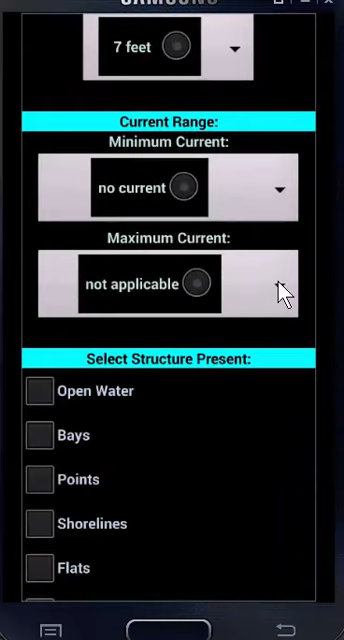 SAMSUNG
7 feet
Current Range:
Minimum Current:
no current
Maximum Current:
not applicable
Select Structure Present:
Open Water
Bays
Points
Shorelines
Flats